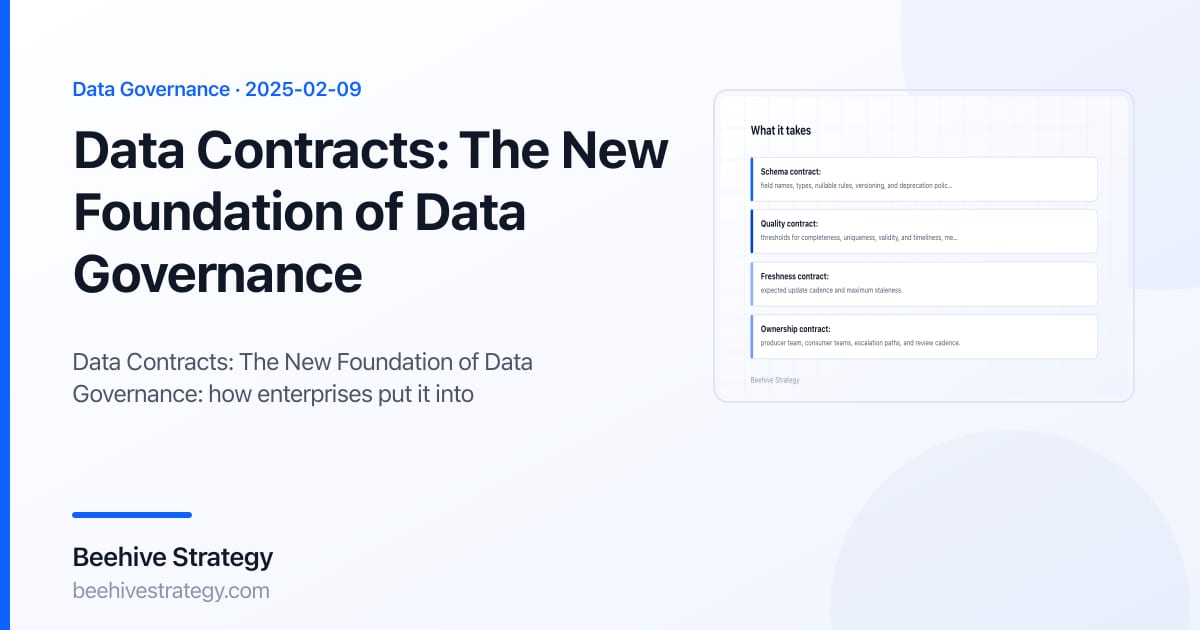 Data Governance · 2025-02-09
Data Contracts: The New
Foundation of Data
Governance
Data Contracts: The New Foundation of Data
Governance: how enterprises put it into
Beehive Strategy
beehivestrategy.com
What it takes
Schema contract:
field names, types, nullable rules, versioning, and deprecation polic...
Quality contract:
thresholds for completeness, uniqueness, validity, and timeliness, me...
Freshness contract:
expected update cadence and maximum staleness.
Ownership contract:
producer team, consumer teams, escalation paths, and review cadence.
Beehive Strategy